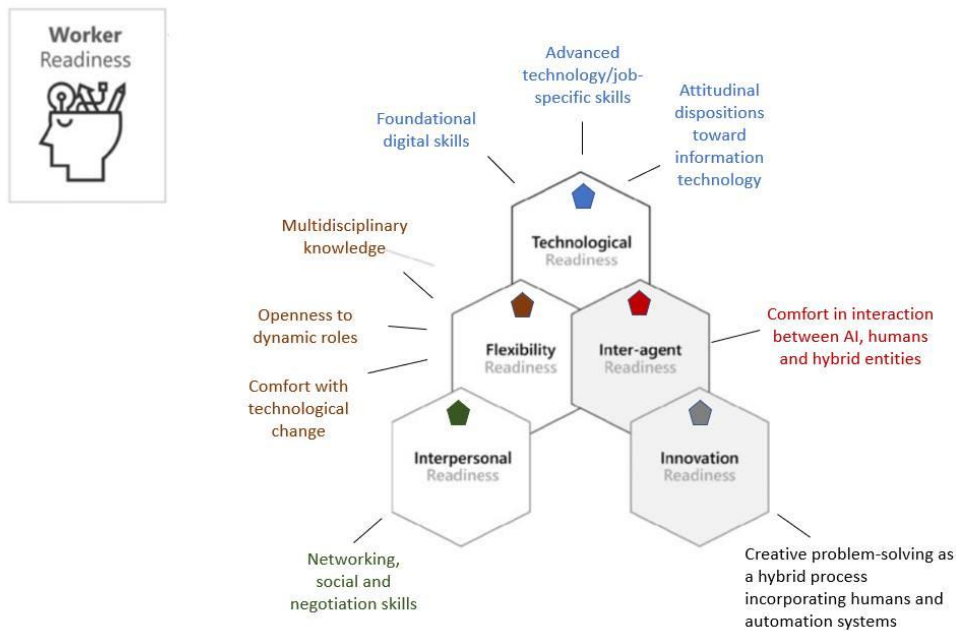 Worker
Readiness
Advanced
technology/job-
specific skills
Attitudinal
dispositions
toward
information
technology
Foundational
digital skills
Technological
Readiness
Multidisciplinary
knowledge
Openness to
dynamic roles
Comfort with
technological
change
Flexibility
Readiness
Inter-agent
Readiness
Comfort in interaction
between AI, humans
and hybrid entities
Interpersonal
Readiness
Innovation
Readiness
Networking,
social and
negotiation skills
Creative problem-solving as
a hybrid process
incorporating humans and
automation systems